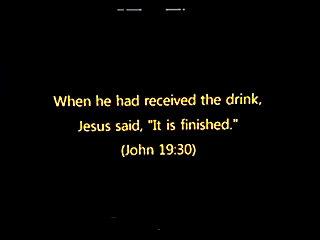 When he had received the drink,
Jesus said, "It is finished."
(John 19:30)